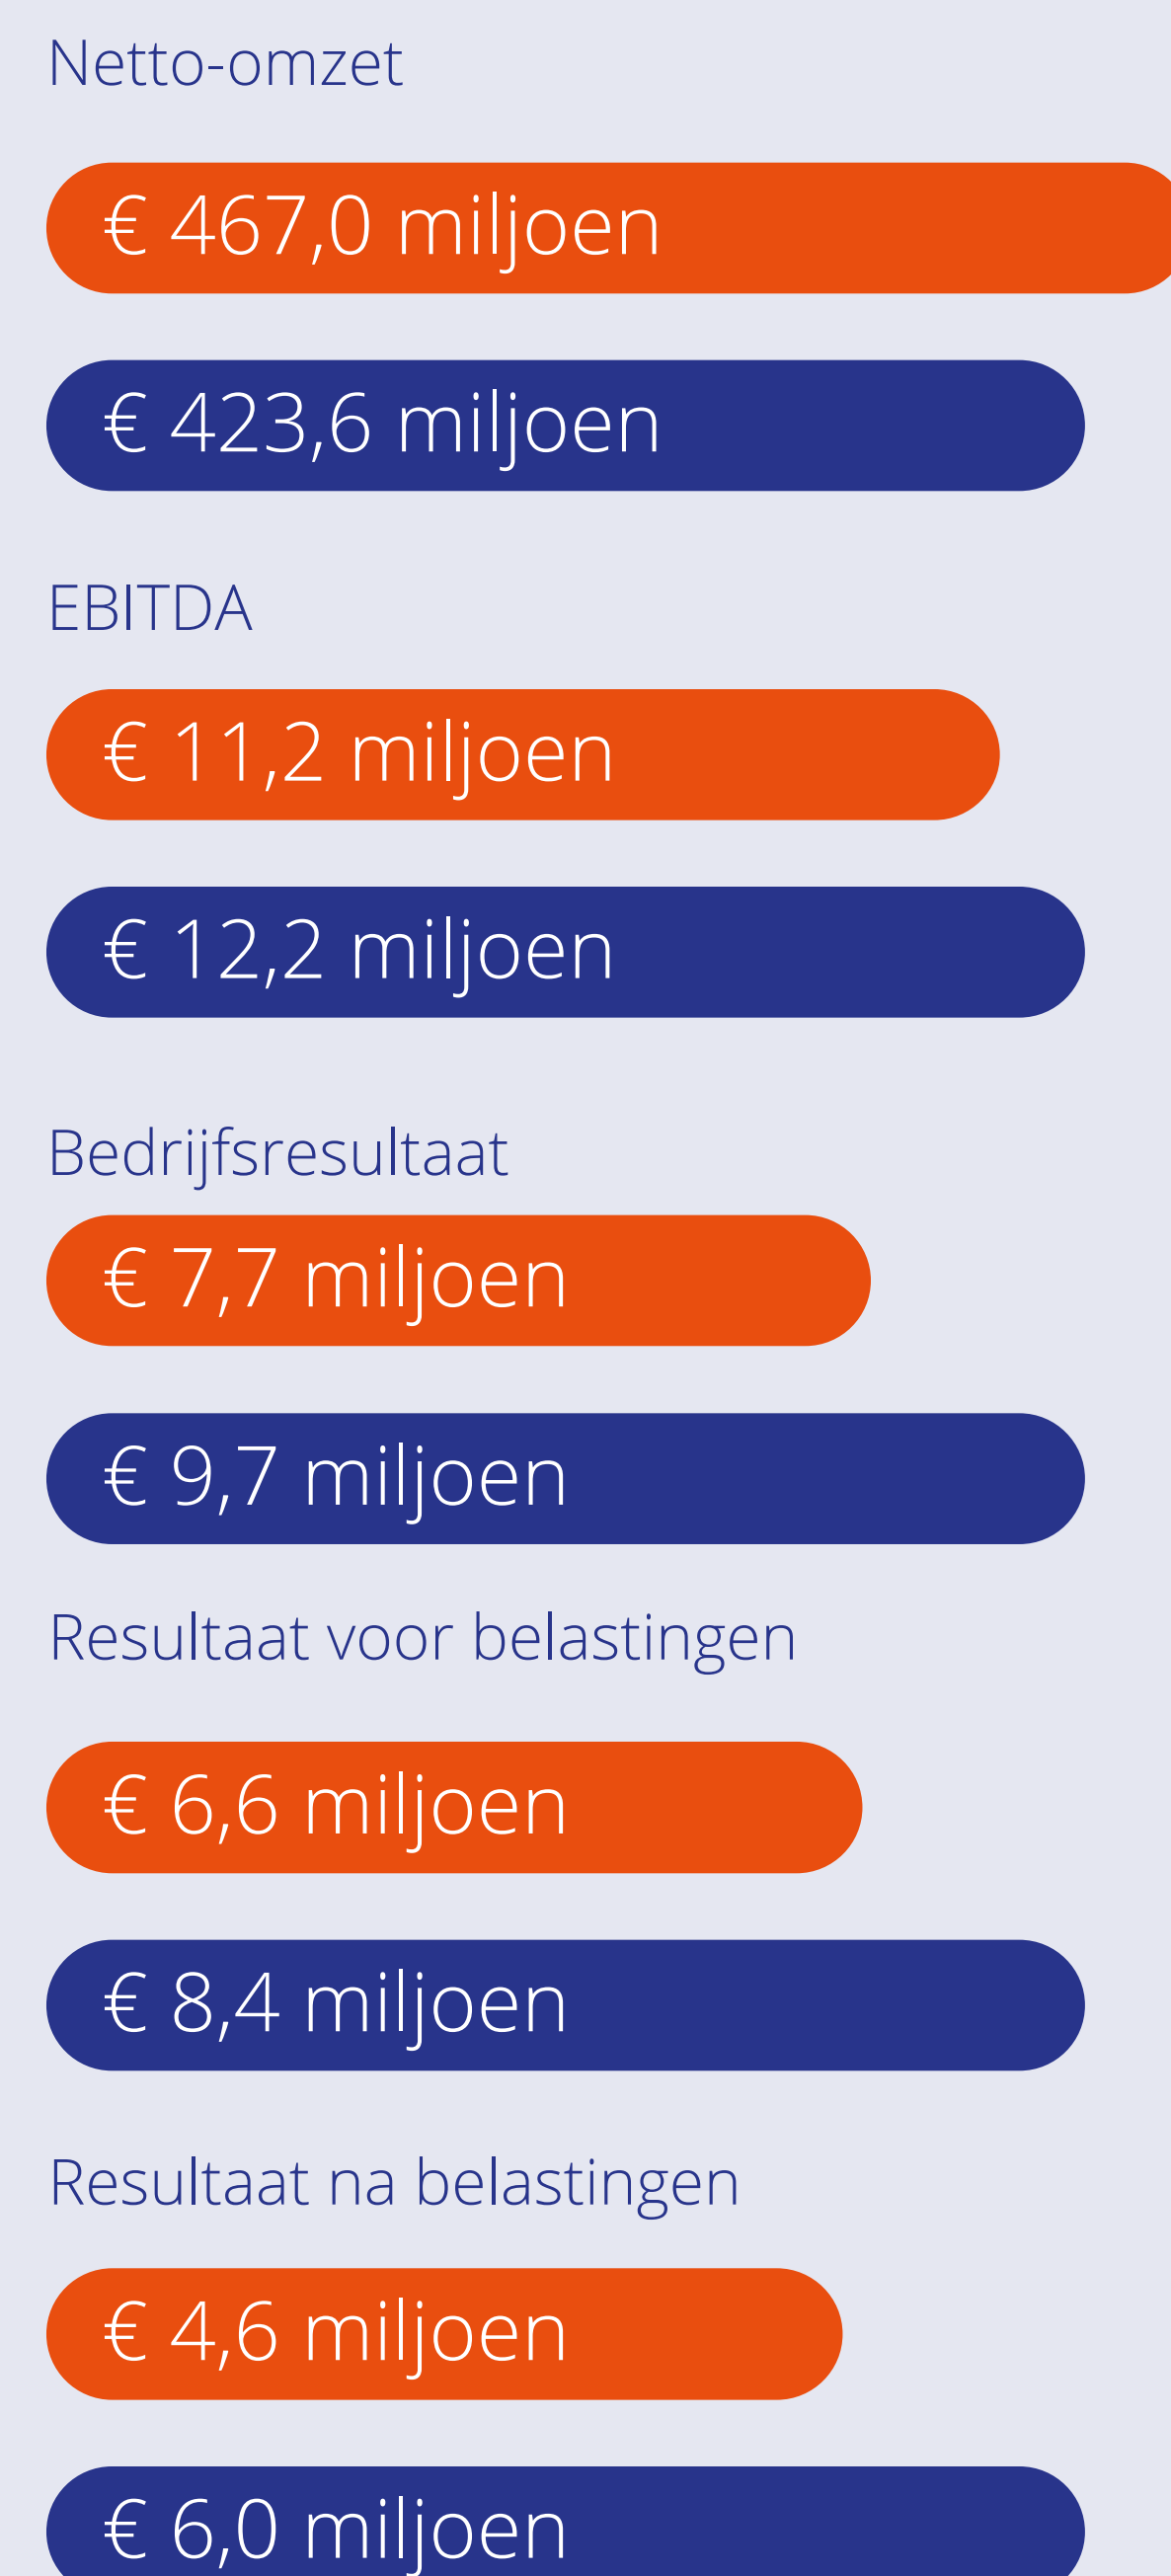 Netto-omzet
€ 467,0 miljoen
€ 423,6 miljoen
EBITDA
€ 11,2 miljoen
€ 12,2 miljoen
Bedrijfsresultaat
€ 7,7 miljoen
€ 9,7 miljoen
Resultaat voor belastingen
€ 6,6 miljoen
€ 8,4 miljoen
Resultaat na belastingen
€ 4,6 miljoen
€ 6,0 miljoen